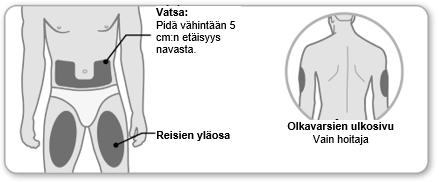 Vatsa:
Pidä vähintään 5
cm:n etäisyys
navasta.
Reisien yläosa
Olkavarsien ulkosivu
Vain hoitaja